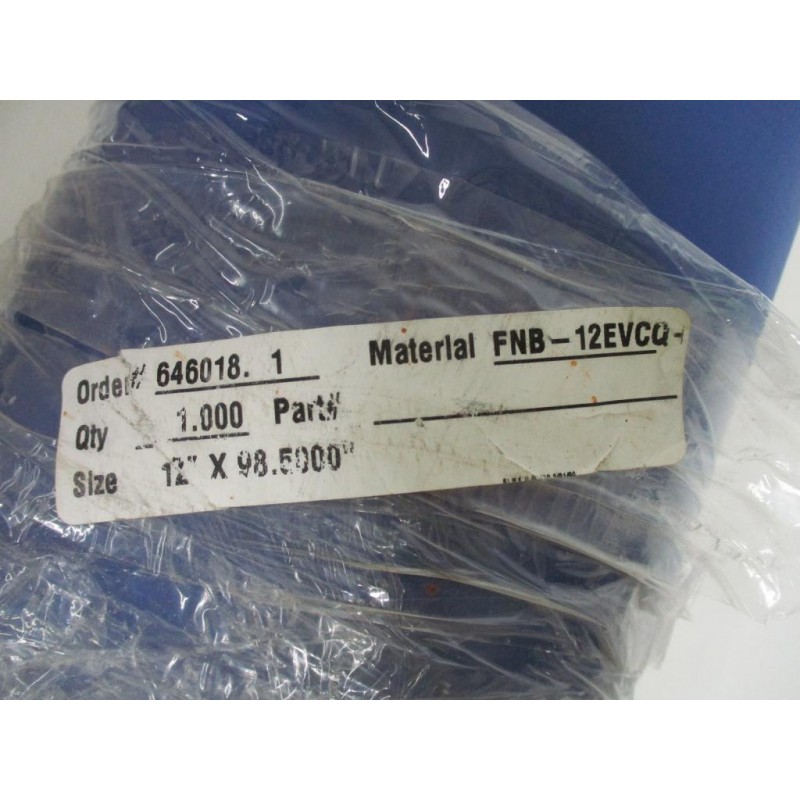 Order# 646018. 1 Material FNB-12EVCQ-
Qty 1.000 Part#
Size 12" X 98.5000"